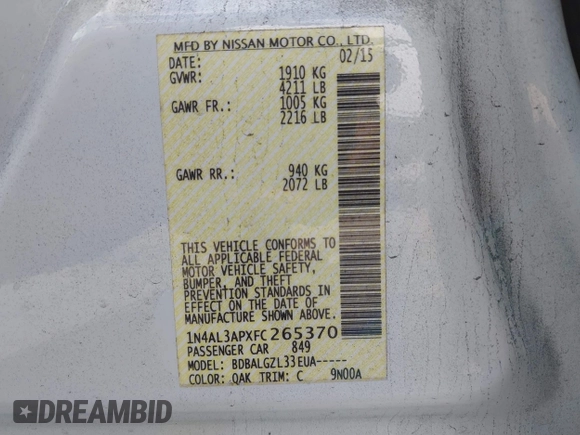 MFD BY NISSAN MOTOR CO., LTD.
DATE: 02/15
GVWR: 1910 KG
4211 LB
GAWR FR.: 1005 KG
2216 LB
GAWR RR.: 940 KG
2072 LB
THIS VEHICLE CONFORMS TO
ALL APPLICABLE FEDERAL
MOTOR VEHICLE SAFETY,
BUMPER, AND THEFT
PREVENTION STANDARDS IN
EFFECT ON THE DATE OF
MANUFACTURE SHOWN ABOVE.
1N4AL3APXFC265370
PASSENGER CAR 849
MODEL: BDBALGZL33EUA-----
COLOR: QAK TRIM: C 9N00A
DREAMBID